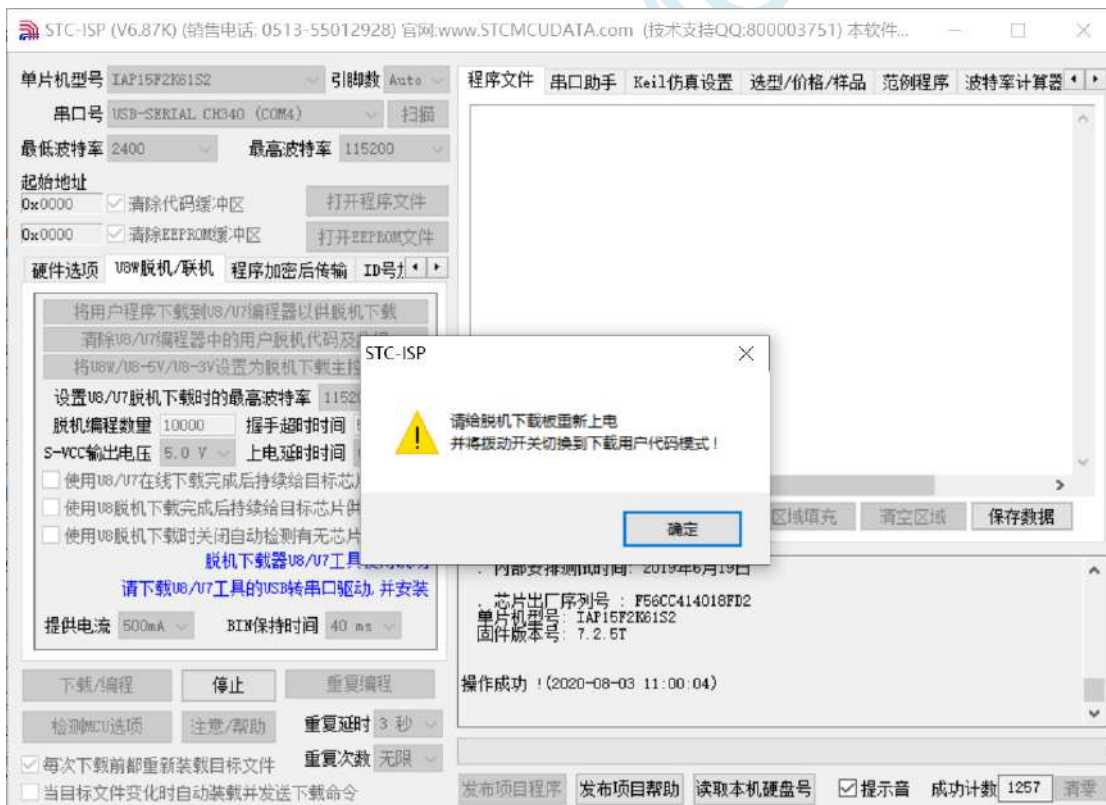 STC-ISP (V6.87K) (销售电话: 0513-55012928) 官网:www.STCMCUDATA.com (技术支持QQ:800003751) 本软件...
单片机型号 IAP15F2K61S2 引脚数 Auto
串口号 USB-SERIAL CH340 (COM4) 扫描
最低波特率 2400 最高波特率 115200
起始地址
0x0000 清除代码缓冲区 打开程序文件
0x0000 清除EEPROM缓冲区 打开EEPROM文件
硬件选项 U8W脱机/联机 程序加密后传输 ID号
将用户程序下载到U8/U7编程器以供脱机下载
清除U8/U7编程器中的用户脱机代码及
将U8W/U8-5V/U8-3V设置为脱机下载主控
设置U8/U7脱机下载时的最高波特率 1152
脱机编程数量 10000 握手超时时间
S-VCC输出电压 5.0 V 上电延时时间
使用U8/U7在线下载完成后持续给目标芯片
使用U8脱机下载完成后持续给目标芯片供
使用U8脱机下载时关闭自动检测有无芯片
脱机下载器U8/U7工具
请下载U8/U7工具的USB转串口驱动,并安装
提供电流 500mA BIN保持时间 40 ms
下载/编程 停止 重复编程
检测MCU选项 注意/帮助 重复延时 3 秒
重复次数 无限
每次下载前都重新装载目标文件
当目标文件变化时自动装载并发送下载命令
程序文件 串口助手 Keil仿真设置 选型/价格/样品 范例程序 波特率计算器
STC-ISP
请给脱机下载板重新上电
并将拨动开关切换到下载用户代码模式!
确定
区域填充 清空区域 保存数据
. 内部安排测试时间: 2019年6月19日
. 芯片出厂序列号 : F56CC414018FD2
单片机型号: IAP15F2K61S2
固件版本号: 7.2.5T
操作成功 !(2020-08-03 11:00:04)
发布项目程序 发布项目帮助 读取本机硬盘号 提示音 成功计数 1257 清零